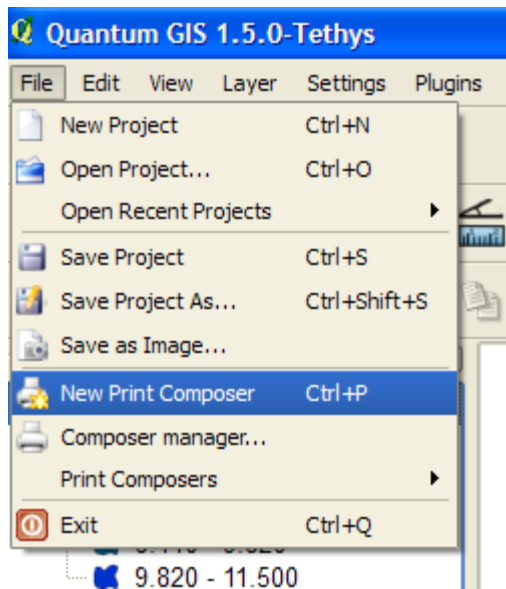 Quantum GIS 1.5.0-Tethys
File Edit View Layer Settings Plugins
New Project Ctrl+N
Open Project... Ctrl+O
Open Recent Projects
Save Project Ctrl+S
Save Project As... Ctrl+Shift+S
Save as Image...
New Print Composer Ctrl+P
Composer manager...
Print Composers
Exit Ctrl+Q
9.820 - 11.500